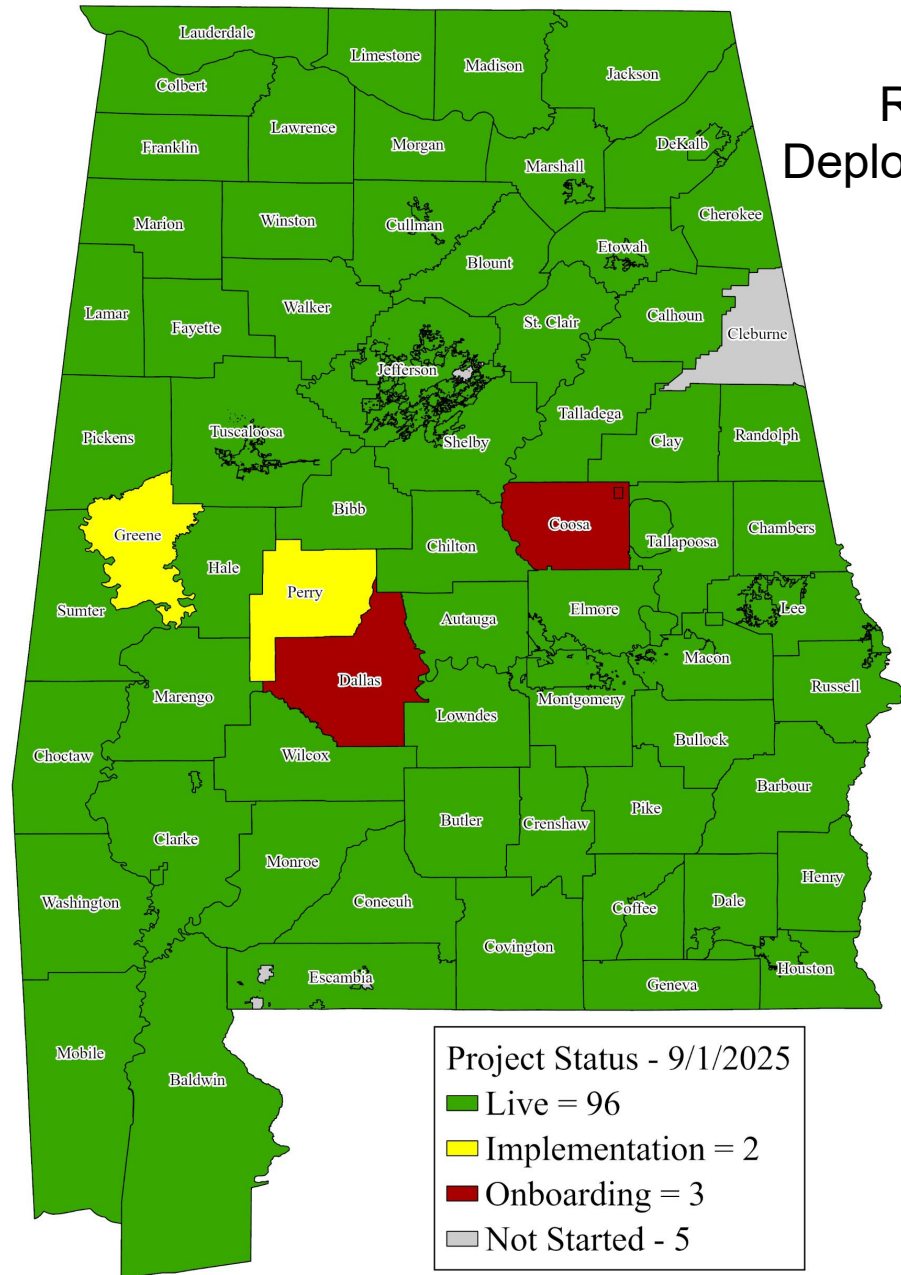 R
Deplo
Lauderdale
Limestone
Madison
Jackson
Colbert
Lawrence
Franklin
Morgan
DeKalb
Marshall
Cherokee
Marion
Winston
Cullman
Etowah
Blount
Lamar
Fayette
Walker
St. Clair
Calhoun
Cleburne
Jefferson
Talladega
Pickens
Tuscaloosa
Shelby
Clay
Randolph
Bibb
Greene
Coosa
Chambers
Hale
Chilton
Tallapoosa
Sumter
Perry
Autauga
Elmore
Lee
Macon
Dallas
Marengo
Lowndes
Montgomery
Russell
Bullock
Choctaw
Wilcox
Barbour
Clarke
Butler
Crenshaw
Pike
Monroe
Henry
Washington
Conecuh
Coffee
Dale
Covington
Escambia
Geneva
Houston
Mobile
Baldwin
Project Status - 9/1/2025
Live = 96
Implementation = 2
Onboarding = 3
Not Started - 5